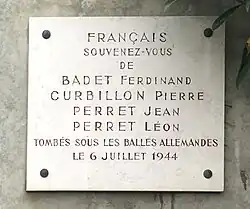 FRANÇAIS
SOUVENEZ-VOUS
DE
BADET FERDINAND
CURBILLON PIERRE
PERRET JEAN
PERRET LÉON
TOMBÉS SOUS LES BALLES ALLEMANDES
LE 6 JUILLET 1944